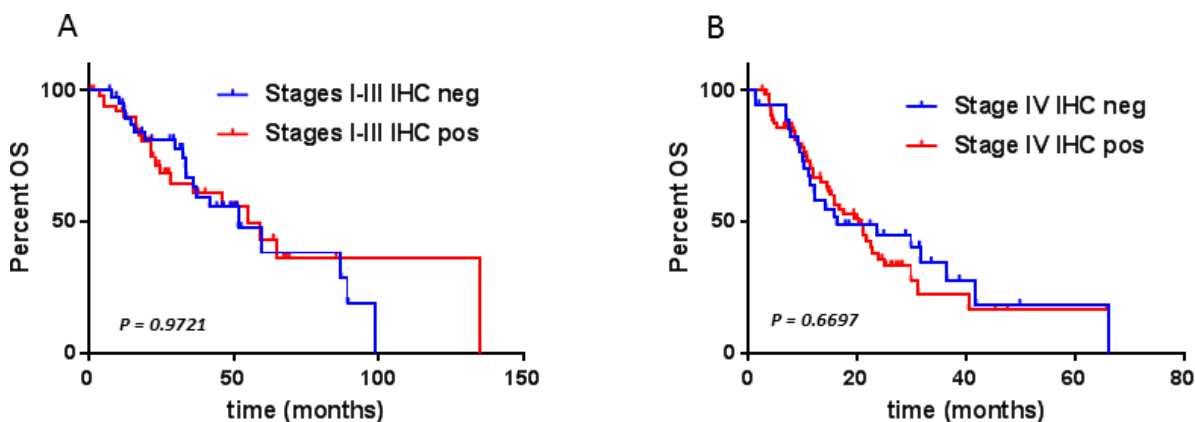 A
Percent OS
100
50
0
Stages I-III IHC neg
Stages I-III IHC pos
P = 0.9721
0 50 100 150
time (months)
B
Percent OS
100
50
0
Stage IV IHC neg
Stage IV IHC pos
P = 0.6697
0 20 40 60 80
time (months)